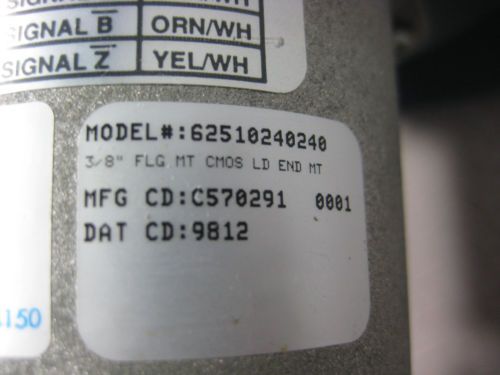 SIGNAL B̅ ORN/WH
SIGNAL Z̅ YEL/WH
MODEL#:62510240240
3/8" FLG MT CMOS LD END MT
MFG CD:C570291 0001
DAT CD:9812
150